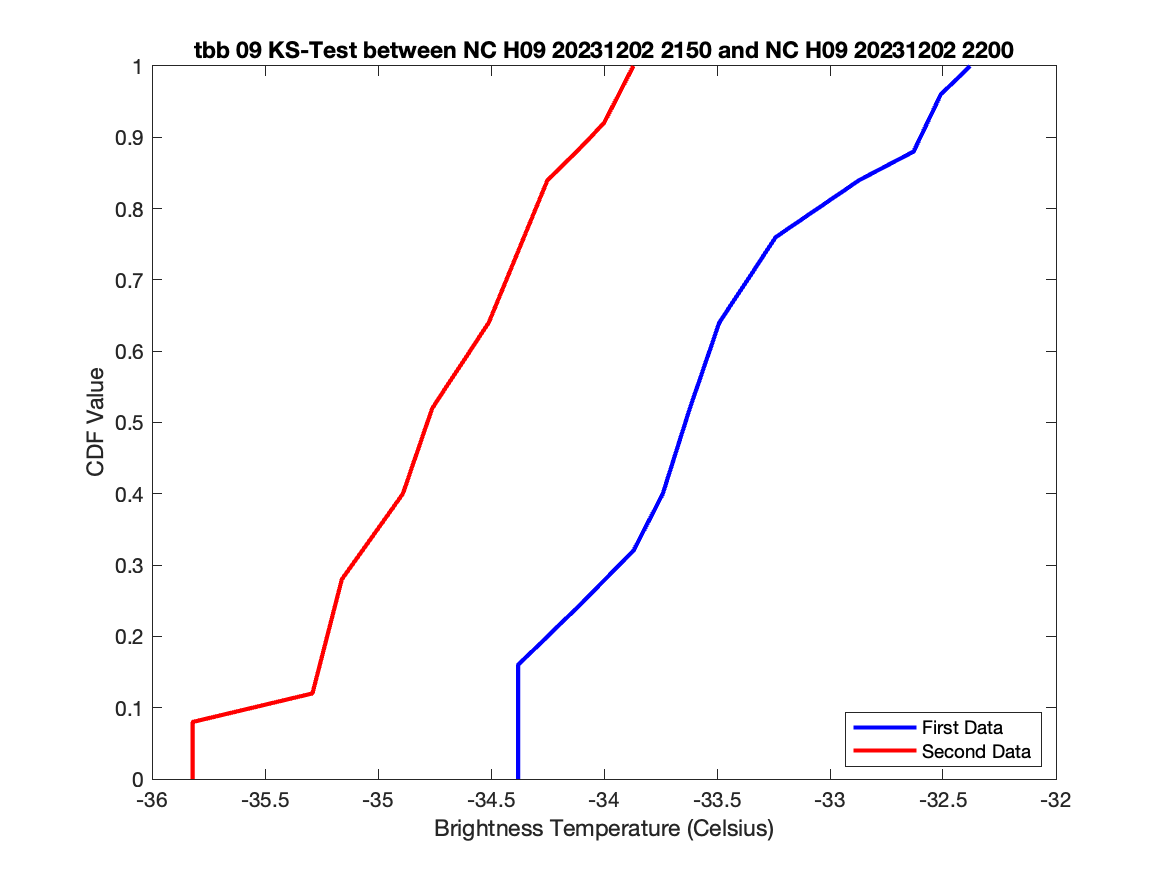 tbb 09 KS-Test between NC H09 20231202 2150 and NC H09 20231202 2200
1
0.9
0.8
0.7
0.6
0.5
0.4
0.3
0.2
0.1
0
CDF Value
First Data
Second Data
-36 -35.5 -35 -34.5 -34 -33.5 -33 -32.5 -32
Brightness Temperature (Celsius)